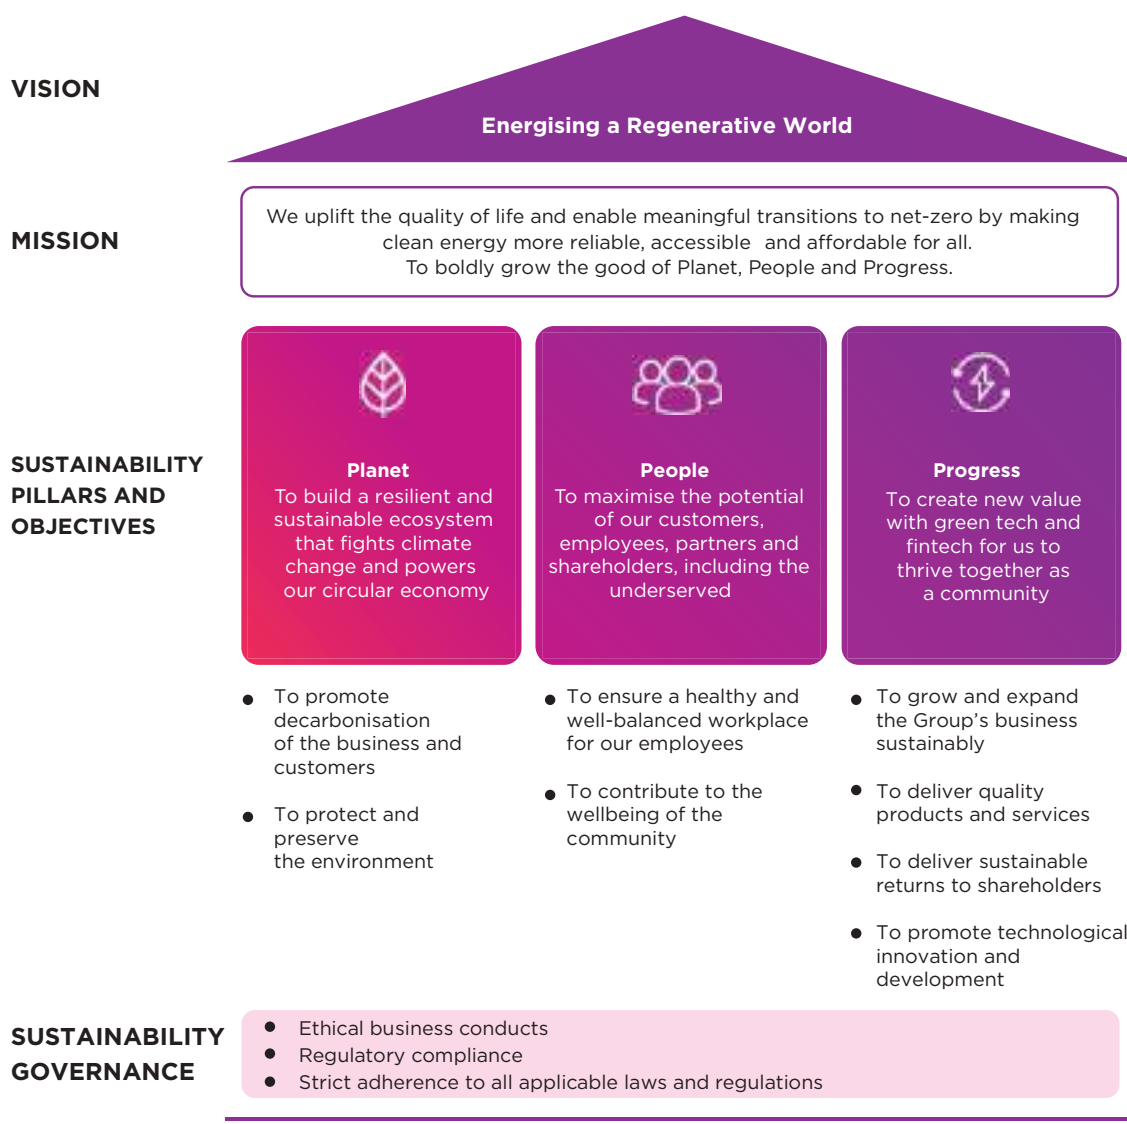 VISION
Energising a Regenerative World
MISSION
We uplift the quality of life and enable meaningful transitions to net-zero by making
clean energy more reliable, accessible and affordable for all.
To boldly grow the good of Planet, People and Progress.
SUSTAINABILITY
PILLARS AND
OBJECTIVES
Planet
To build a resilient and
sustainable ecosystem
that fights climate
change and powers
our circular economy
People
To maximise the potential
of our customers,
employees, partners and
shareholders, including the
underserved
Progress
To create new value
with green tech and
fintech for us to
thrive together as
a community
● To promote
decarbonisation
of the business and
customers
● To protect and
preserve
the environment
● To ensure a healthy and
well-balanced workplace
for our employees
● To contribute to the
wellbeing of the
community
● To grow and expand
the Group's business
sustainably
● To deliver quality
products and services
● To deliver sustainable
returns to shareholders
● To promote technological
innovation and
development
SUSTAINABILITY
GOVERNANCE
● Ethical business conducts
● Regulatory compliance
● Strict adherence to all applicable laws and regulations